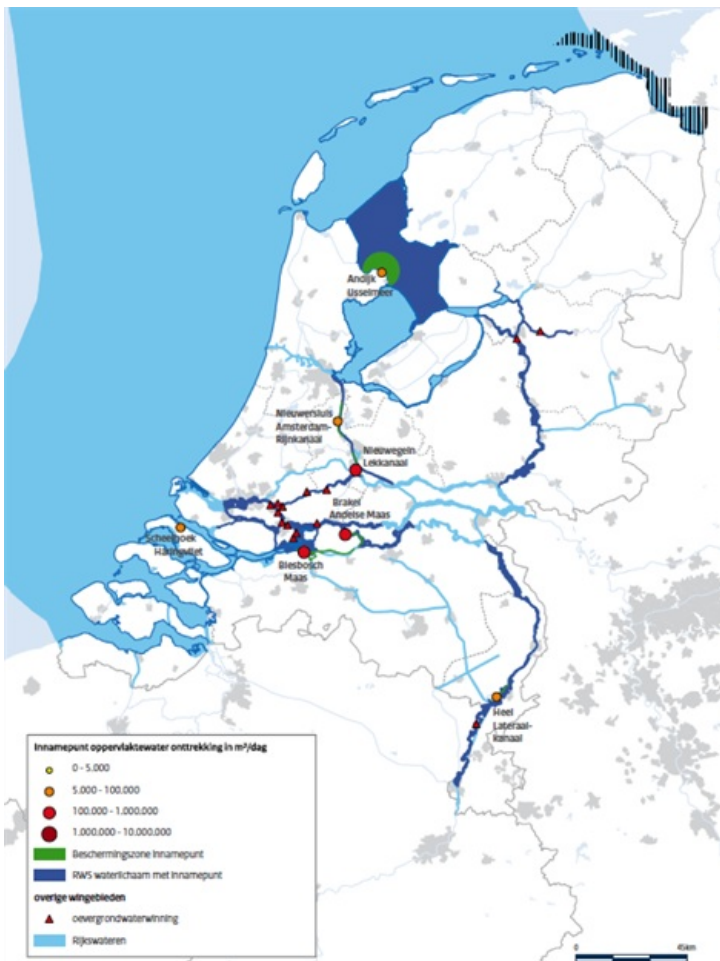 Andijk
IJsselmeer
Nieuwersluis
Amsterdam-
Rijnkanaal
Nieuwegein
Lekkanaal
Brakel
Andelse Maas
Scheelhoek
Haringvliet
Biesbosch
Maas
Heel
Lateraal-
kanaal
Innamepunt oppervlaktewater onttrekking in m³/dag
0 - 5.000
5.000 - 100.000
100.000 - 1.000.000
1.000.000 - 10.000.000
Beschermingszone Innamepunt
RWS waterlichaam met innamepunt
overige wingebieden
oevergrondwaterwinning
Rijkswateren
0 45km